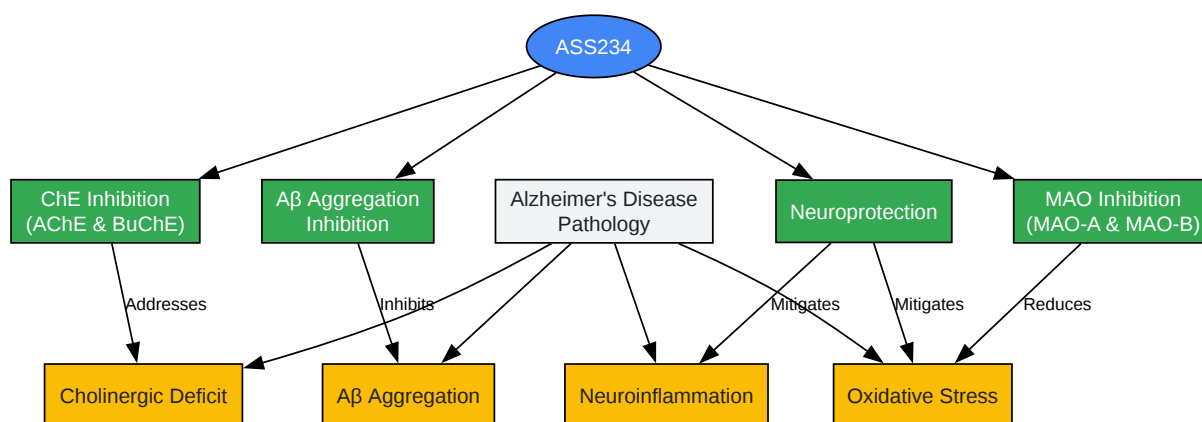 ASS234
ChE Inhibition
(AChE & BuChE)
Aβ Aggregation
Inhibition
Alzheimer's Disease
Pathology
Neuroprotection
MAO Inhibition
(MAO-A & MAO-B)
Addresses
Inhibits
Mitigates
Mitigates
Reduces
Cholinergic Deficit
Aβ Aggregation
Neuroinflammation
Oxidative Stress